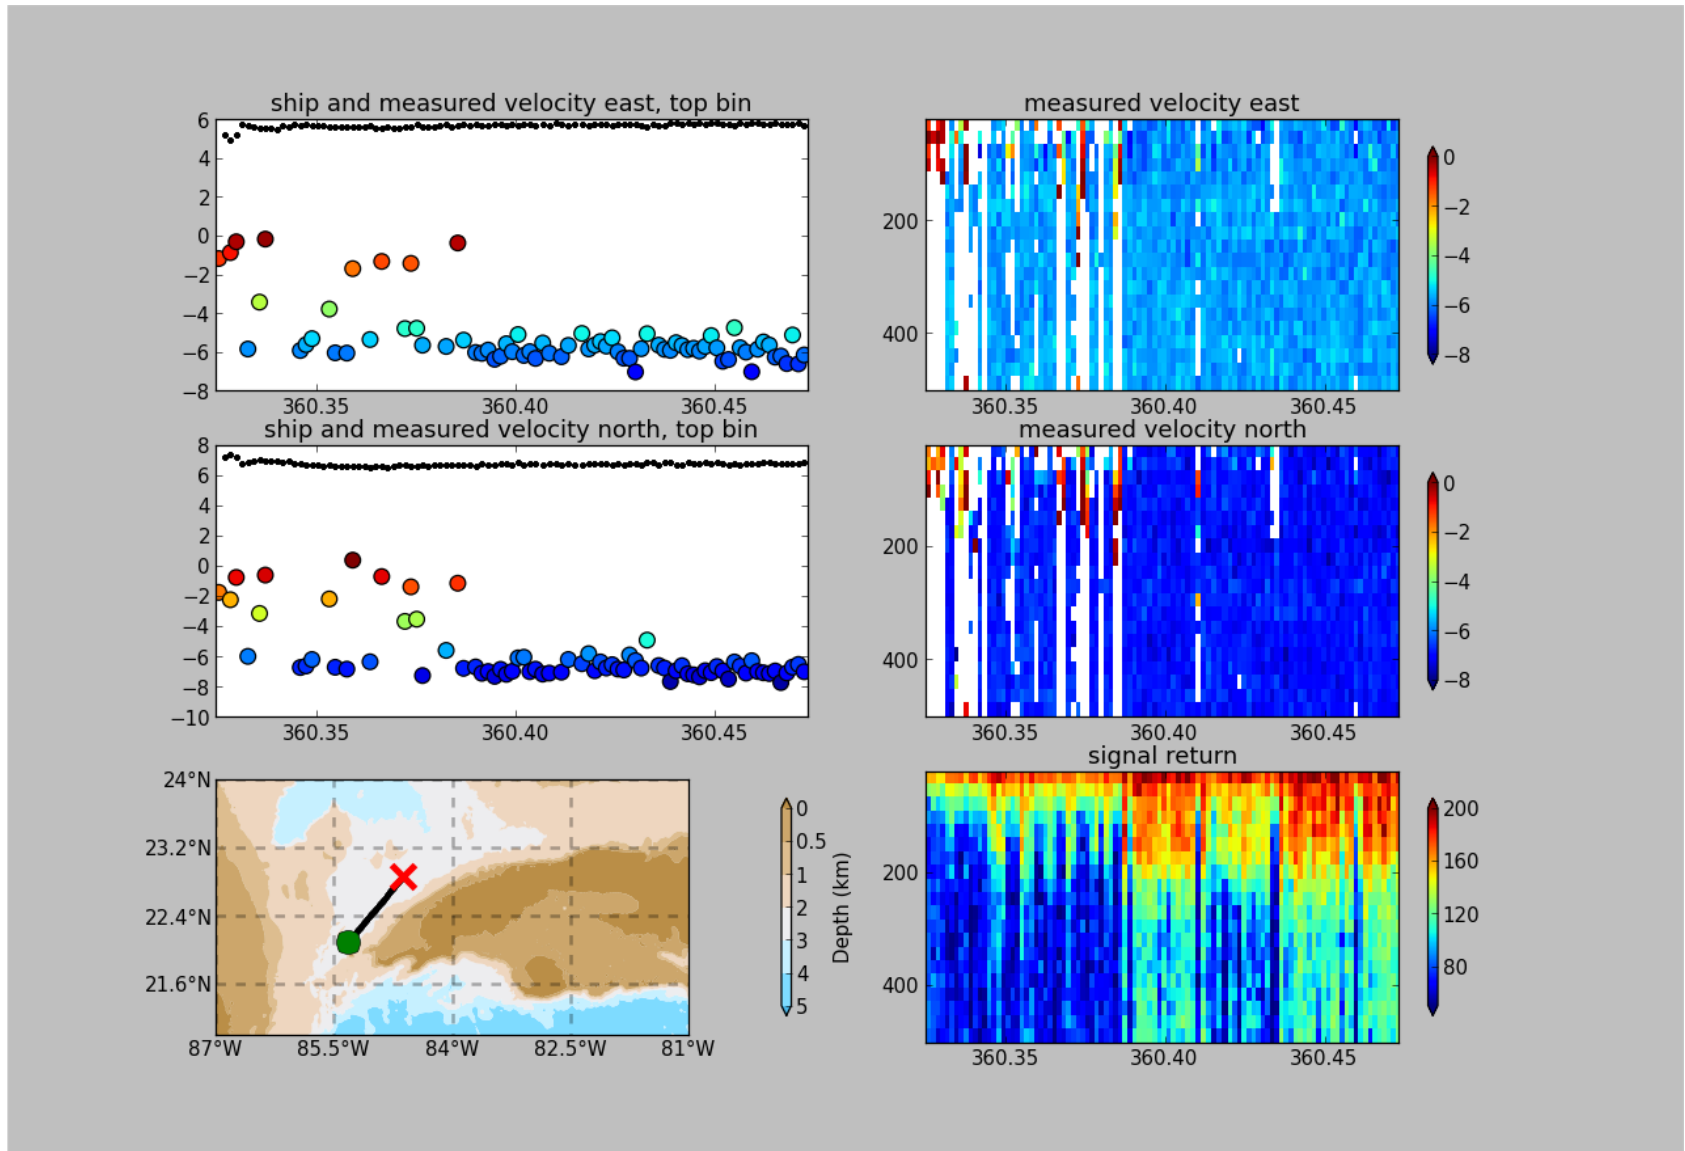 ship and measured velocity east, top bin
6
4
2
0
−2
−4
−6
−8
360.35 360.40 360.45
measured velocity east
200
400
360.35 360.40 360.45
0
−2
−4
−6
−8
ship and measured velocity north, top bin
8
6
4
2
0
−2
−4
−6
−8
−10
360.35 360.40 360.45
measured velocity north
200
400
360.35 360.40 360.45
0
−2
−4
−6
−8
24°N
23.2°N
22.4°N
21.6°N
87°W 85.5°W 84°W 82.5°W 81°W
0
0.5
1
2
3
4
5
Depth (km)
signal return
200
400
360.35 360.40 360.45
200
160
120
80